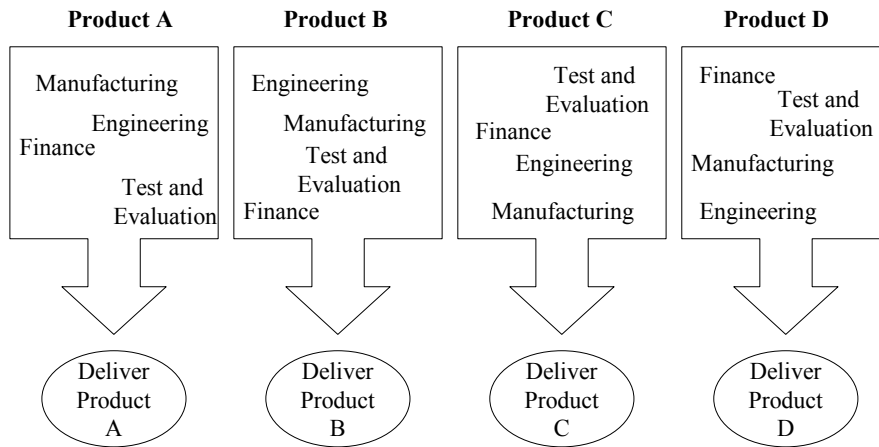 Product A
Product B
Product C
Product D
Manufacturing
Engineering
Finance
Test and
Evaluation
Engineering
Manufacturing
Test and
Evaluation
Finance
Test and
Evaluation
Finance
Engineering
Manufacturing
Finance
Test and
Evaluation
Manufacturing
Engineering
Deliver
Product
A
Deliver
Product
B
Deliver
Product
C
Deliver
Product
D